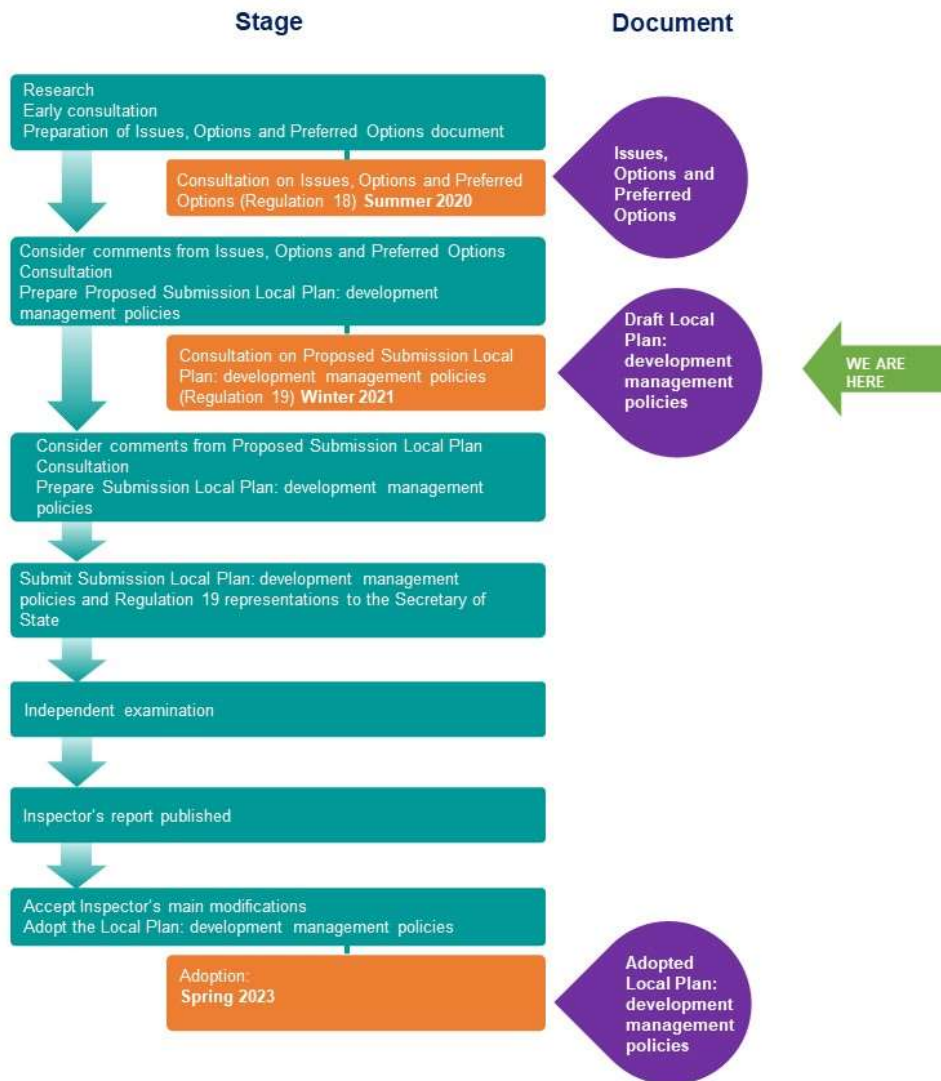 Stage
Document
Research
Early consultation
Preparation of Issues, Options and Preferred Options document
Issues,
Options and
Preferred
Options
Consultation on Issues, Options and Preferred
Options (Regulation 18) Summer 2020
Consider comments from Issues, Options and Preferred Options
Consultation
Prepare Proposed Submission Local Plan: development
management policies
Consultation on Proposed Submission Local
Plan: development management policies
(Regulation 19) Winter 2021
Draft Local
Plan:
development
management
policies
WE ARE
HERE
Consider comments from Proposed Submission Local Plan
Consultation
Prepare Submission Local Plan: development management
policies
Submit Submission Local Plan: development management
policies and Regulation 19 representations to the Secretary of
State
Independent examination
Inspector's report published
Accept Inspector's main modifications
Adopt the Local Plan: development management policies
Adoption:
Spring 2023
Adopted
Local Plan:
development
management
policies